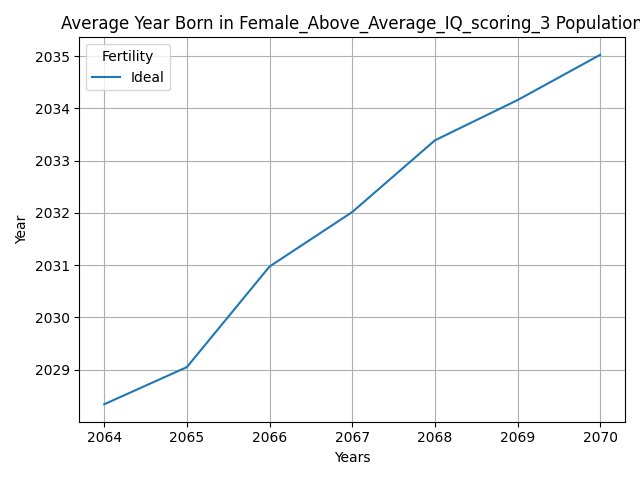 Average Year Born in Female_Above_Average_IQ_scoring_3 Population
Fertility
Ideal
2035
2034
2033
2032
2031
2030
2029
Year
2064 2065 2066 2067 2068 2069 2070
Years